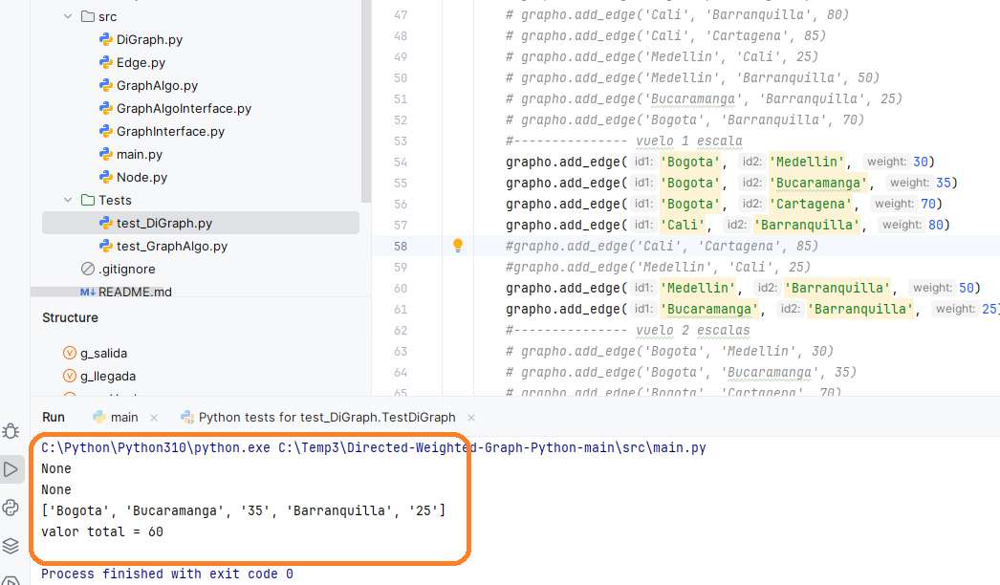 src
DiGraph.py
Edge.py
GraphAlgo.py
GraphAlgoInterface.py
GraphInterface.py
main.py
Node.py
Tests
test_DiGraph.py
test_GraphAlgo.py
.gitignore
M↓ README.md
Structure
V g_salida
V g_llegada
47 # grapho.add_edge('Cali', 'Barranquilla', 80)
48 # grapho.add_edge('Cali', 'Cartagena', 85)
49 # grapho.add_edge('Medellin', 'Cali', 25)
50 # grapho.add_edge('Medellin', 'Barranquilla', 50)
51 # grapho.add_edge('Bucaramanga', 'Barranquilla', 25)
52 # grapho.add_edge('Bogota', 'Barranquilla', 70)
53 #--------------- vuelo 1 escala
54 grapho.add_edge( id1: 'Bogota', id2: 'Medellin', weight: 30)
55 grapho.add_edge( id1: 'Bogota', id2: 'Bucaramanga', weight: 35)
56 grapho.add_edge( id1: 'Bogota', id2: 'Cartagena', weight: 70)
57 grapho.add_edge( id1: 'Cali', id2: 'Barranquilla', weight: 80)
58 #grapho.add_edge('Cali', 'Cartagena', 85)
59 #grapho.add_edge('Medellin', 'Cali', 25)
60 grapho.add_edge( id1: 'Medellin', id2: 'Barranquilla', weight: 50)
61 grapho.add_edge( id1: 'Bucaramanga', id2: 'Barranquilla', weight: 25)
62 #--------------- vuelo 2 escalas
63 # grapho.add_edge('Bogota', 'Medellin', 30)
64 # grapho.add_edge('Bogota', 'Bucaramanga', 35)
65 # grapho.add_edge('Bogota', 'Cartagena', 70)
Run main × Python tests for test_DiGraph.TestDiGraph ×
C:\Python\Python310\python.exe C:\Temp3\Directed-Weighted-Graph-Python-main\src\main.py
None
None
['Bogota', 'Bucaramanga', '35', 'Barranquilla', '25']
valor total = 60
Process finished with exit code 0